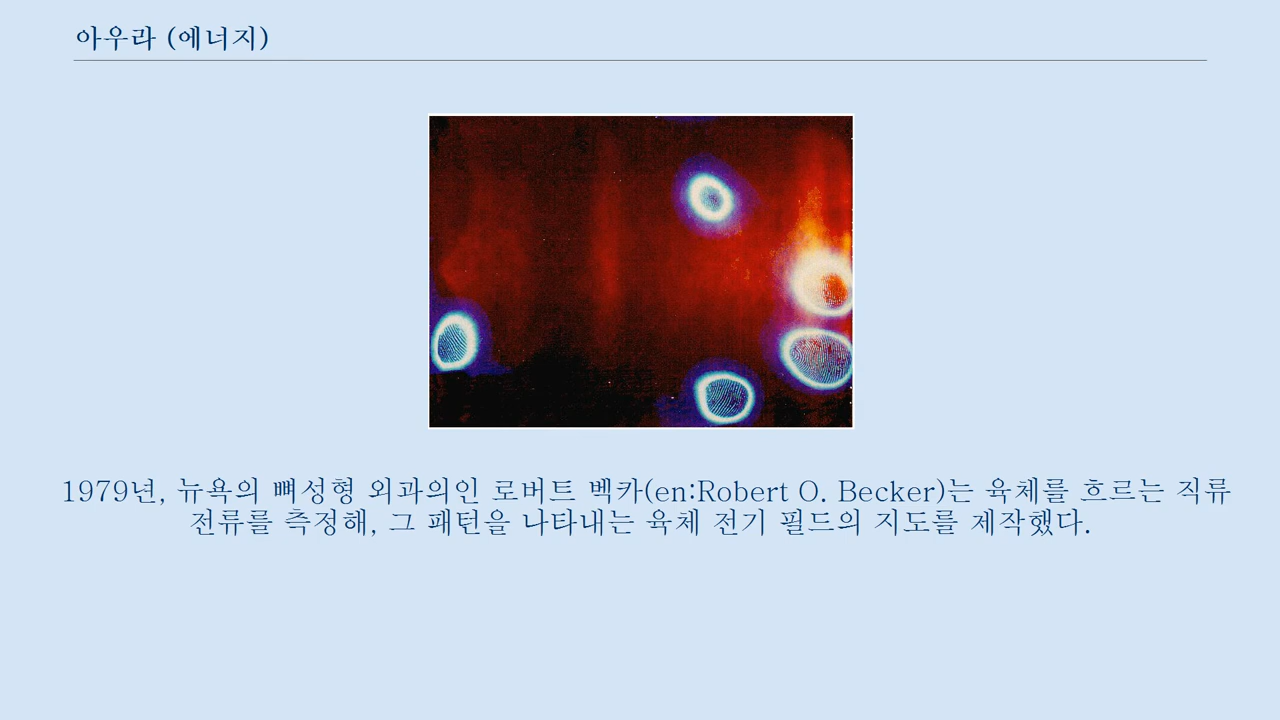 아우라 (에너지)
1979년, 뉴욕의 뼈성형 외과의인 로버트 벡카(en:Robert O. Becker)는 육체를 흐르는 직류
전류를 측정해, 그 패턴을 나타내는 육체 전기 필드의 지도를 제작했다.